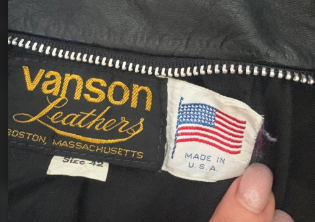 vanson
Leathers
BOSTON, MASSACHUSETTS
SIZE 42
MADE IN
U.S.A.